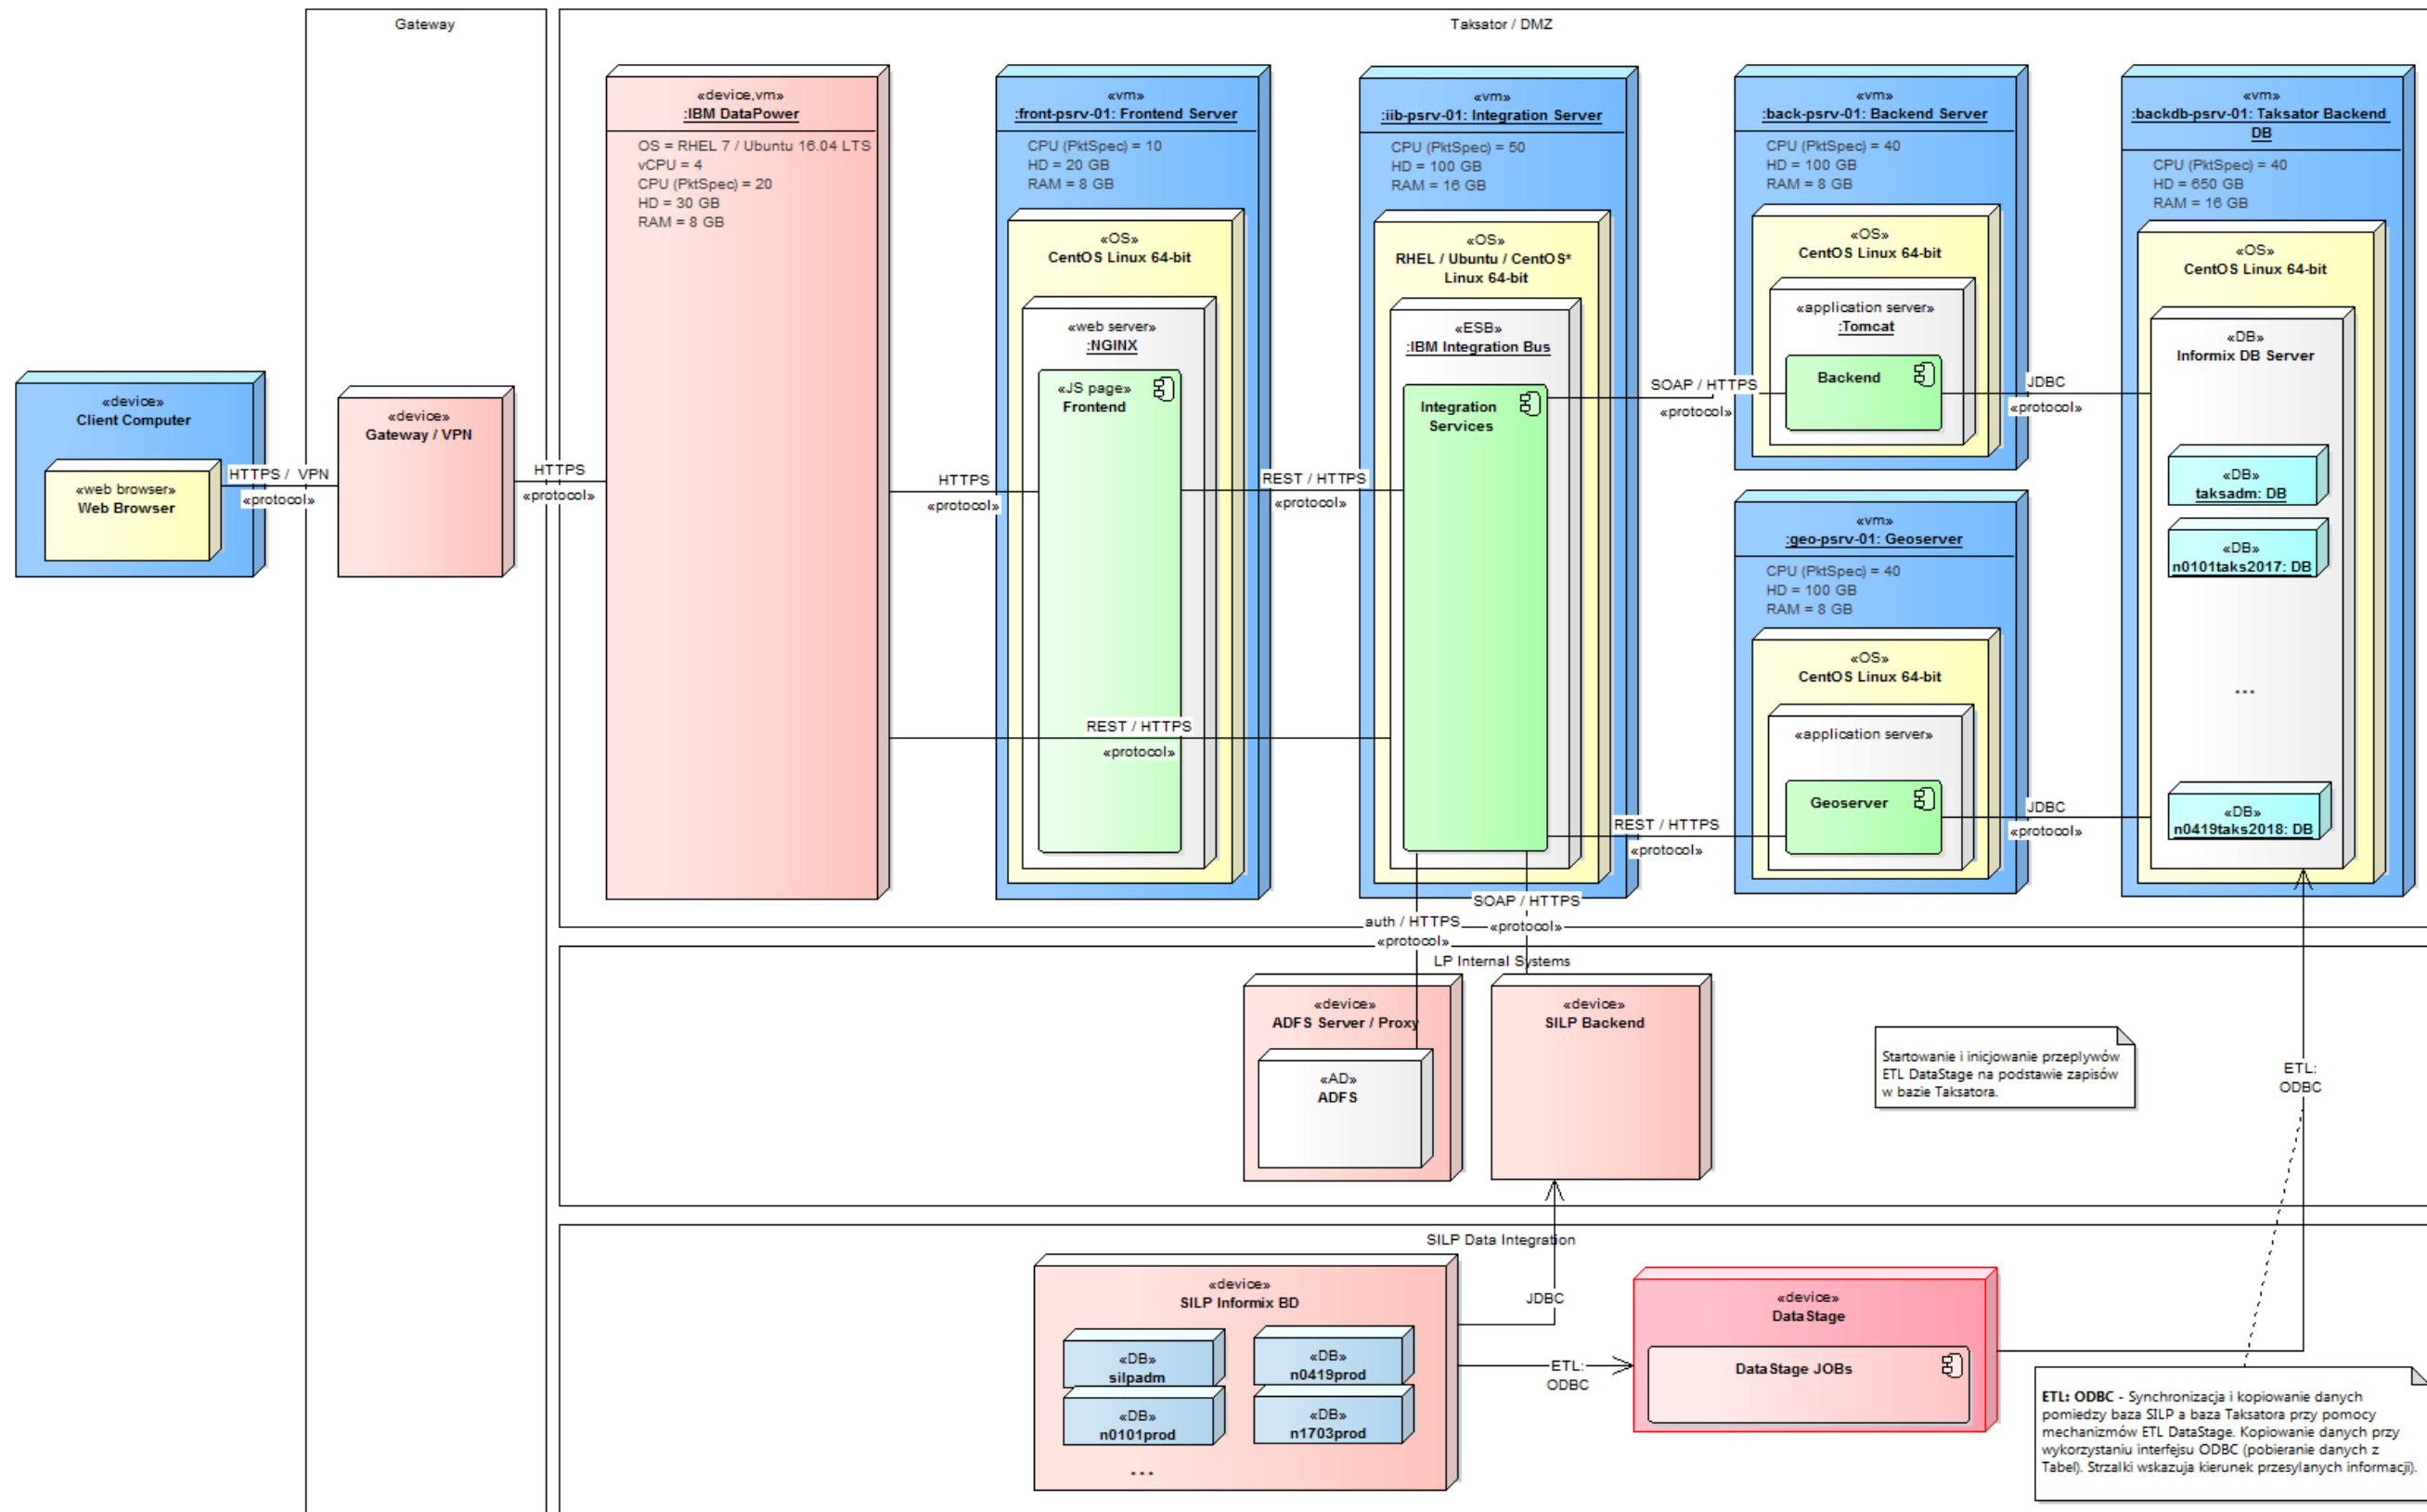 Gateway
Taksator / DMZ
«device»
Client Computer
«web browser»
Web Browser
HTTPS / VPN
«protocol»
«device»
Gateway / VPN
HTTPS
«protocol»
«device,vm»
:IBM DataPower
OS = RHEL 7 / Ubuntu 16.04 LTS
vCPU = 4
CPU (PktSpec) = 20
HD = 30 GB
RAM = 8 GB
HTTPS
«protocol»
REST / HTTPS
«protocol»
«vm»
:front-psrv-01: Frontend Server
CPU (PktSpec) = 10
HD = 20 GB
RAM = 8 GB
«OS»
CentOS Linux 64-bit
«web server»
:NGINX
«JS page»
Frontend
REST / HTTPS
«protocol»
«vm»
:iib-psrv-01: Integration Server
CPU (PktSpec) = 50
HD = 100 GB
RAM = 16 GB
«OS»
RHEL / Ubuntu / CentOS*
Linux 64-bit
«ESB»
:IBM Integration Bus
Integration
Services
SOAP / HTTPS
«protocol»
REST / HTTPS
«protocol»
«vm»
:back-psrv-01: Backend Server
CPU (PktSpec) = 40
HD = 100 GB
RAM = 8 GB
«OS»
CentOS Linux 64-bit
«application server»
:Tomcat
Backend
JDBC
«protocol»
«vm»
:geo-psrv-01: Geoserver
CPU (PktSpec) = 40
HD = 100 GB
RAM = 8 GB
«OS»
CentOS Linux 64-bit
«application server»
Geoserver
JDBC
«protocol»
«vm»
:backdb-psrv-01: Taksator Backend
DB
CPU (PktSpec) = 40
HD = 650 GB
RAM = 16 GB
«OS»
CentOS Linux 64-bit
«DB»
Informix DB Server
«DB»
taksadm: DB
«DB»
n0101taks2017: DB
...
«DB»
n0419taks2018: DB
auth / HTTPS
«protocol»
SOAP / HTTPS
«protocol»
LP Internal Systems
«device»
ADFS Server / Proxy
«AD»
ADFS
«device»
SILP Backend
Startowanie i inicjowanie przepływów
ETL DataStage na podstawie zapisów
w bazie Taksatora.
ETL:
ODBC
SILP Data Integration
«device»
SILP Informix BD
«DB»
silpadm
«DB»
n0419prod
«DB»
n0101prod
«DB»
n1703prod
...
JDBC
ETL:
ODBC
«device»
DataStage
DataStage JOBs
ETL: ODBC - Synchronizacja i kopiowanie danych
pomiedzy baza SILP a baza Taksatora przy pomocy
mechanizmów ETL DataStage. Kopiowanie danych przy
wykorzystaniu interfejsu ODBC (pobieranie danych z
Tabel). Strzalki wskazuja kierunek przesylanych informacji).